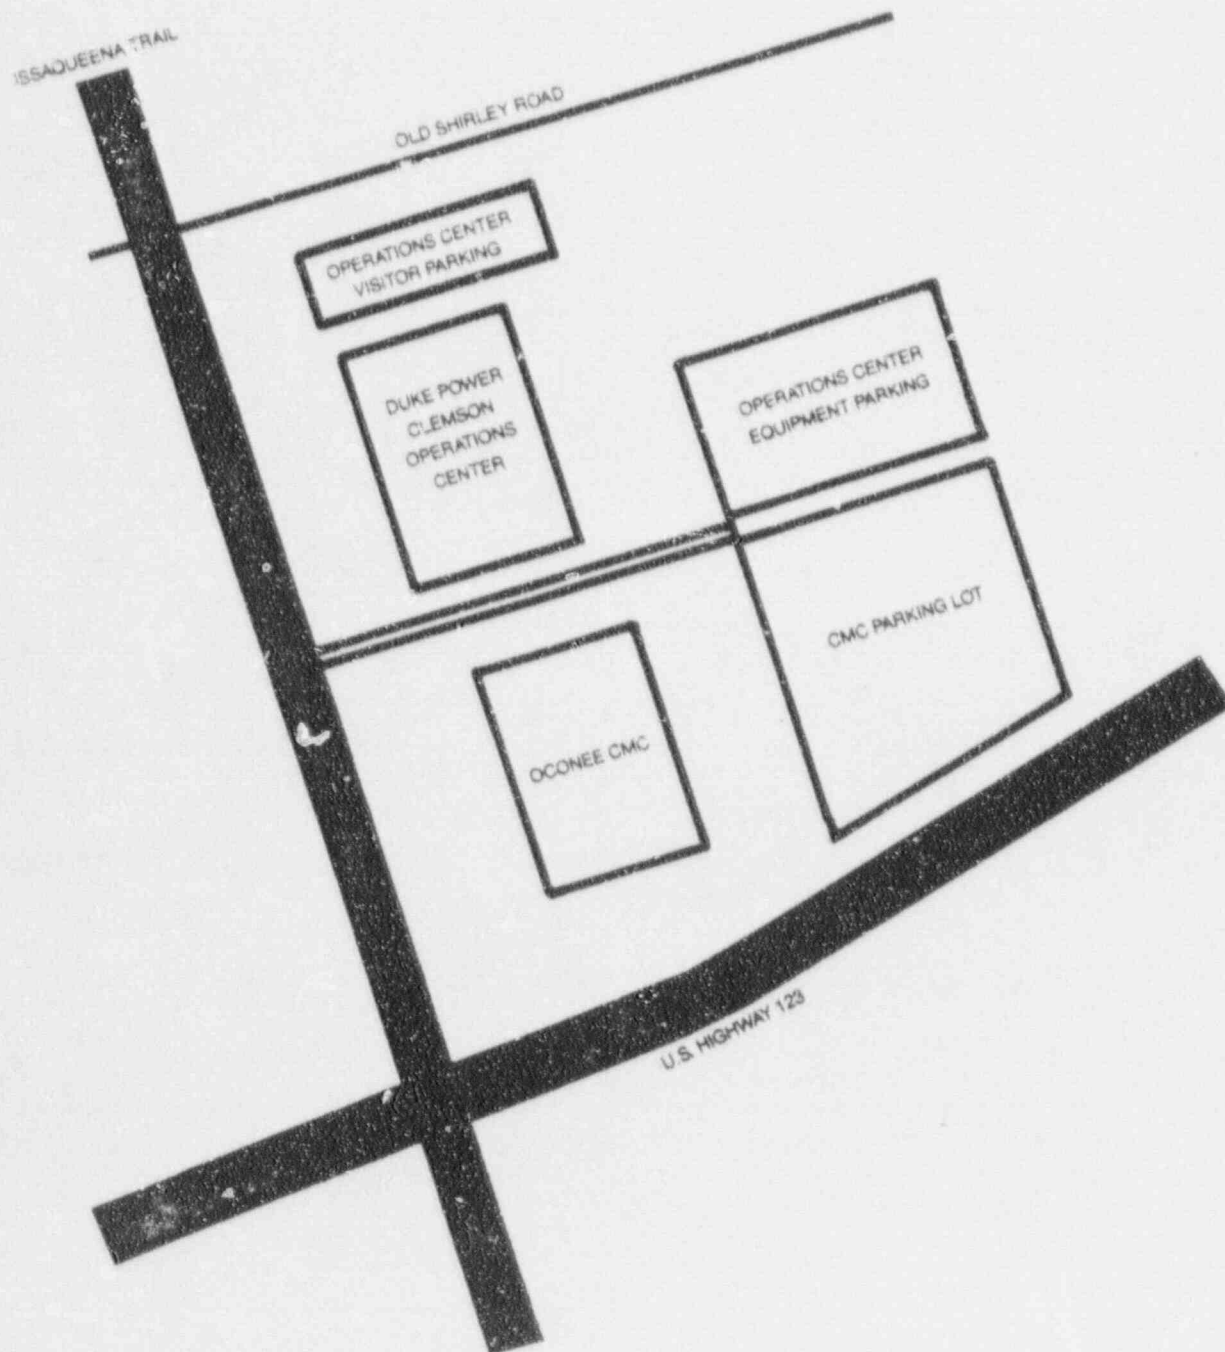 ISSAQUEENA TRAIL
OLD SHIRLEY ROAD
OPERATIONS CENTER
VISITOR PARKING
DUKE POWER
CLEMSON
OPERATIONS
CENTER
OPERATIONS CENTER
EQUIPMENT PARKING
CMC PARKING LOT
OCONEE CMC
U.S. HIGHWAY 123